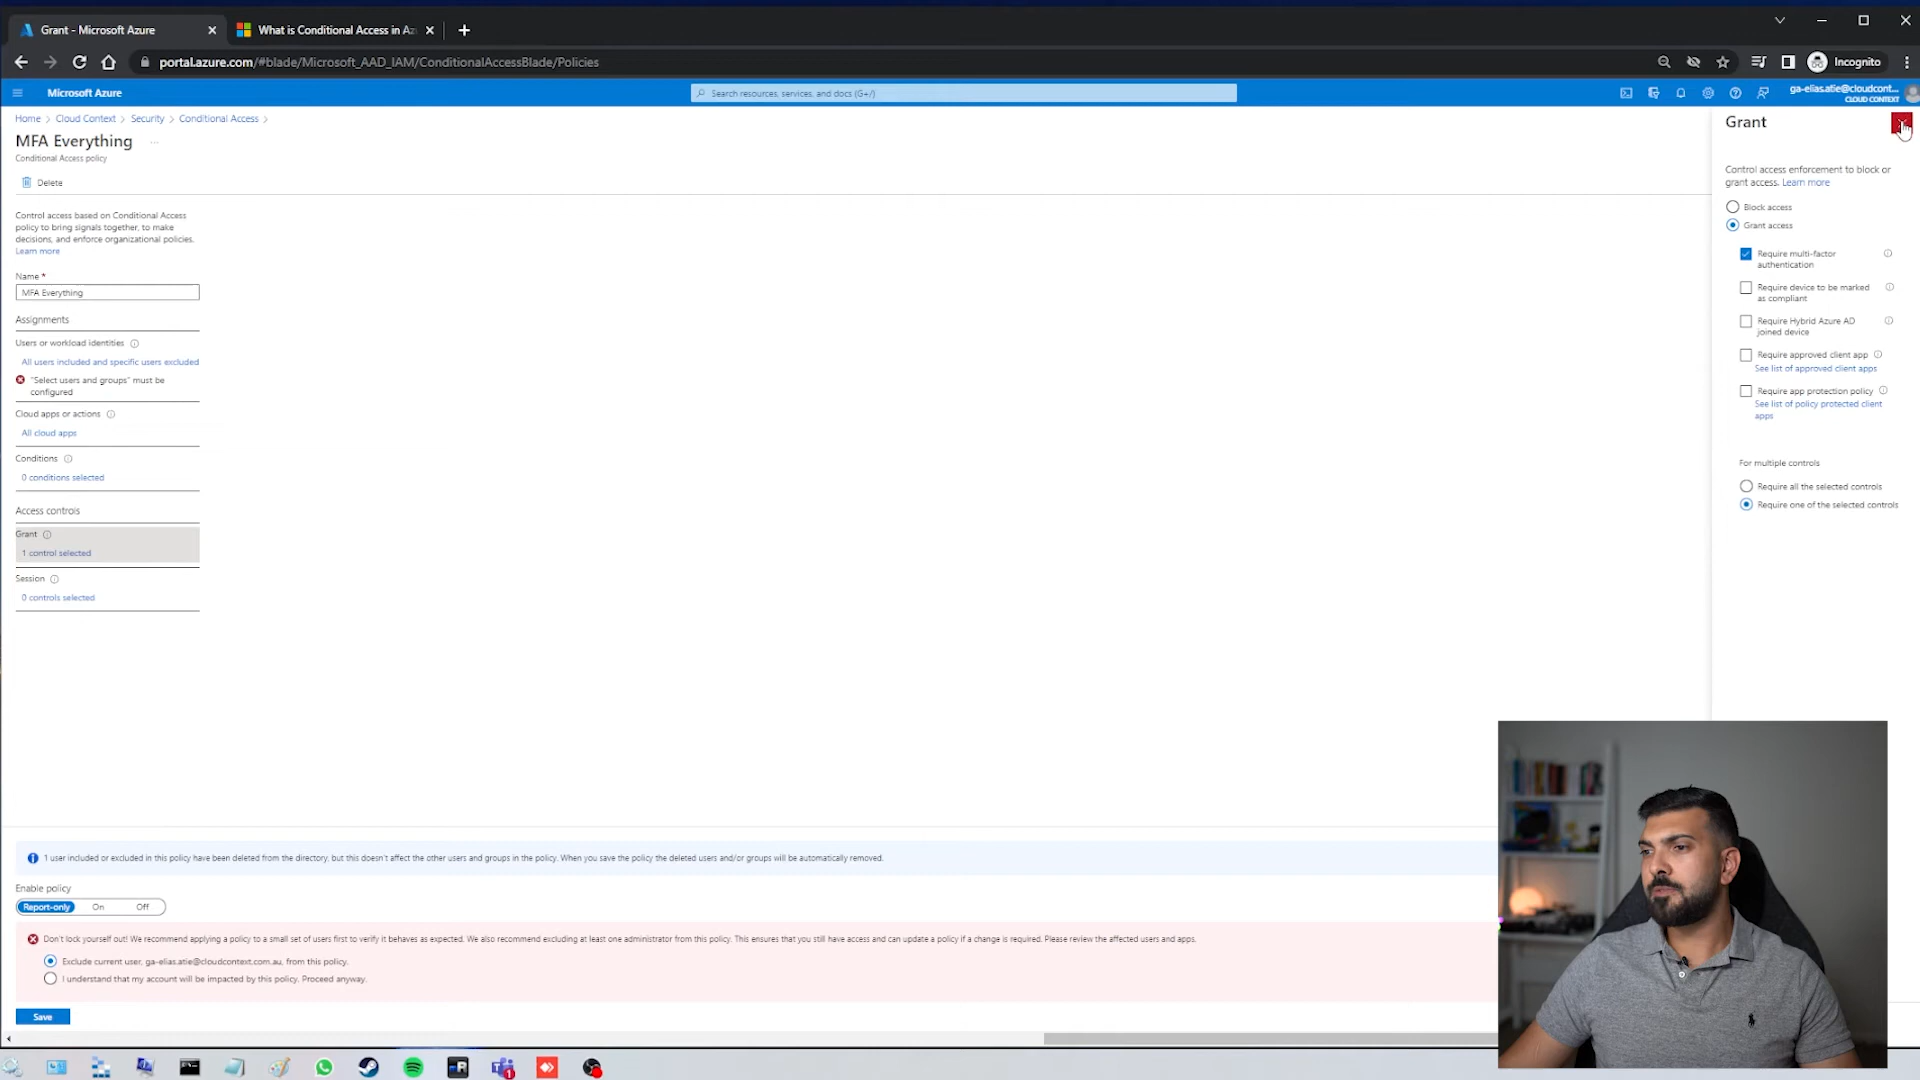 Grant - Microsoft Azure
What is Conditional Access in Az
portal.azure.com/#blade/Microsoft_AAD_IAM/ConditionalAccessBlade/Policies
Incognito
Microsoft Azure
Search resources, services, and docs (G+/)
ga-elias.atie@cloudcont...
CLOUD CONTEXT
Home > Cloud Context > Security > Conditional Access >
MFA Everything ...
Conditional Access policy
Delete
Control access based on Conditional Access
policy to bring signals together, to make
decisions, and enforce organizational policies.
Learn more
Name *
MFA Everything
Assignments
Users or workload identities
All users included and specific users excluded
"Select users and groups" must be
configured
Cloud apps or actions
All cloud apps
Conditions
0 conditions selected
Access controls
Grant
1 control selected
Session
0 controls selected
1 user included or excluded in this policy have been deleted from the directory, but this doesn't affect the other users and groups in the policy. When you save the policy the deleted users and/or groups will be automatically removed.
Enable policy
Report-only On Off
Don't lock yourself out! We recommend applying a policy to a small set of users first to verify it behaves as expected. We also recommend excluding at least one administrator from this policy. This ensures that you still have access and can update a policy if a change is required. Please review the affected users and apps.
Exclude current user, ga-elias.atie@cloudcontext.com.au, from this policy.
I understand that my account will be impacted by this policy. Proceed anyway.
Save
Grant
Control access enforcement to block or
grant access. Learn more
Block access
Grant access
Require multi-factor
authentication
Require device to be marked
as compliant
Require Hybrid Azure AD
joined device
Require approved client app
See list of approved client apps
Require app protection policy
See list of policy protected client
apps
For multiple controls
Require all the selected controls
Require one of the selected controls